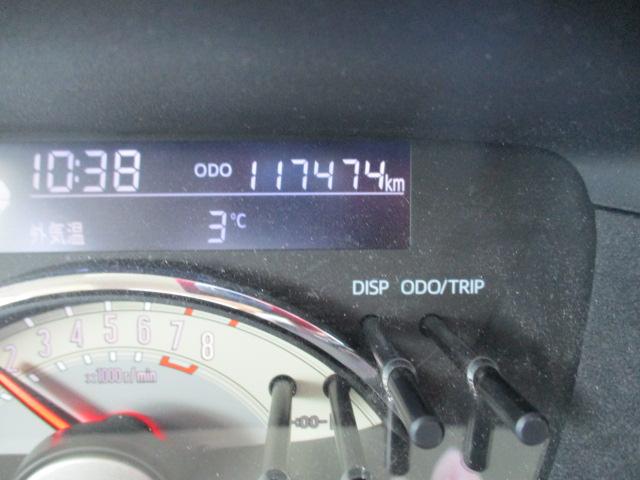 10:38 ODO 117474km
外気温 3℃
DISP ODO/TRIP
2 3 4 5 6 7 8
x1000r/min